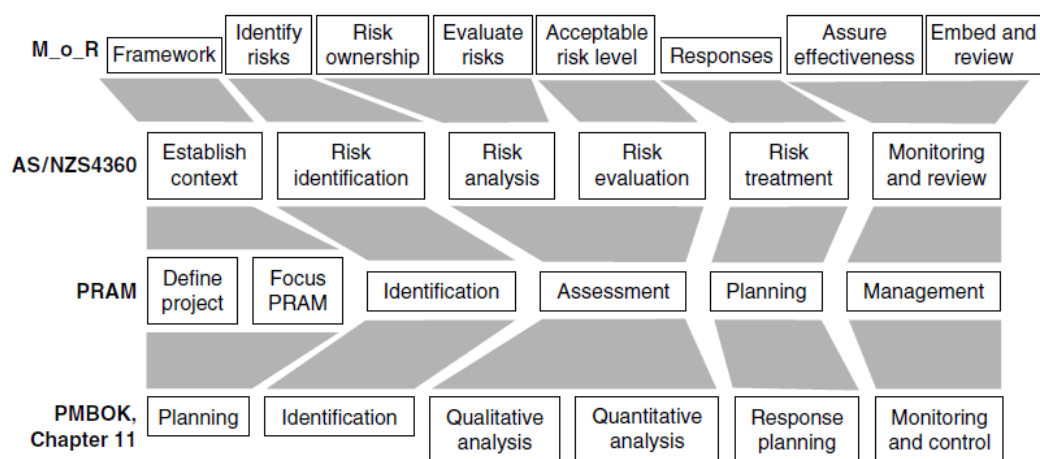 M_o_R
Framework
Identify
risks
Risk
ownership
Evaluate
risks
Acceptable
risk level
Responses
Assure
effectiveness
Embed and
review
AS/NZS4360
Establish
context
Risk
identification
Risk
analysis
Risk
evaluation
Risk
treatment
Monitoring
and review
PRAM
Define
project
Focus
PRAM
Identification
Assessment
Planning
Management
PMBOK,
Chapter 11
Planning
Identification
Qualitative
analysis
Quantitative
analysis
Response
planning
Monitoring
and control